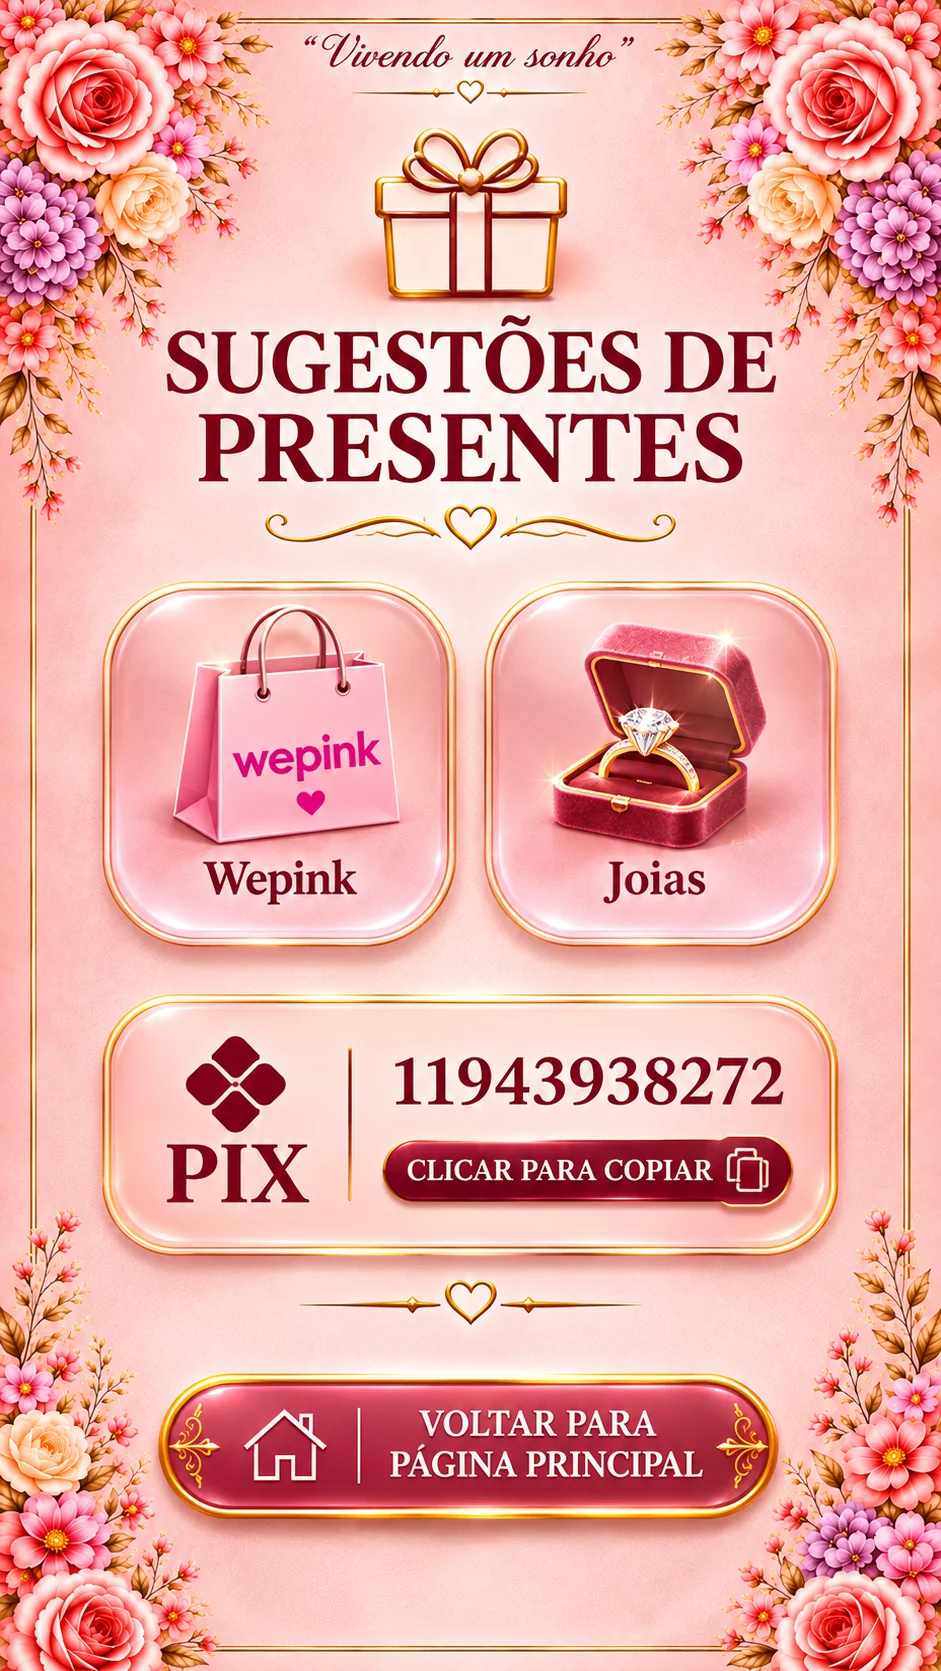 “Vivendo um sonho”
SUGESTÕES DE
PRESENTES
wepink
Wepink
Joias
PIX
11943938272
CLICAR PARA COPIAR
VOLTAR PARA
PÁGINA PRINCIPAL